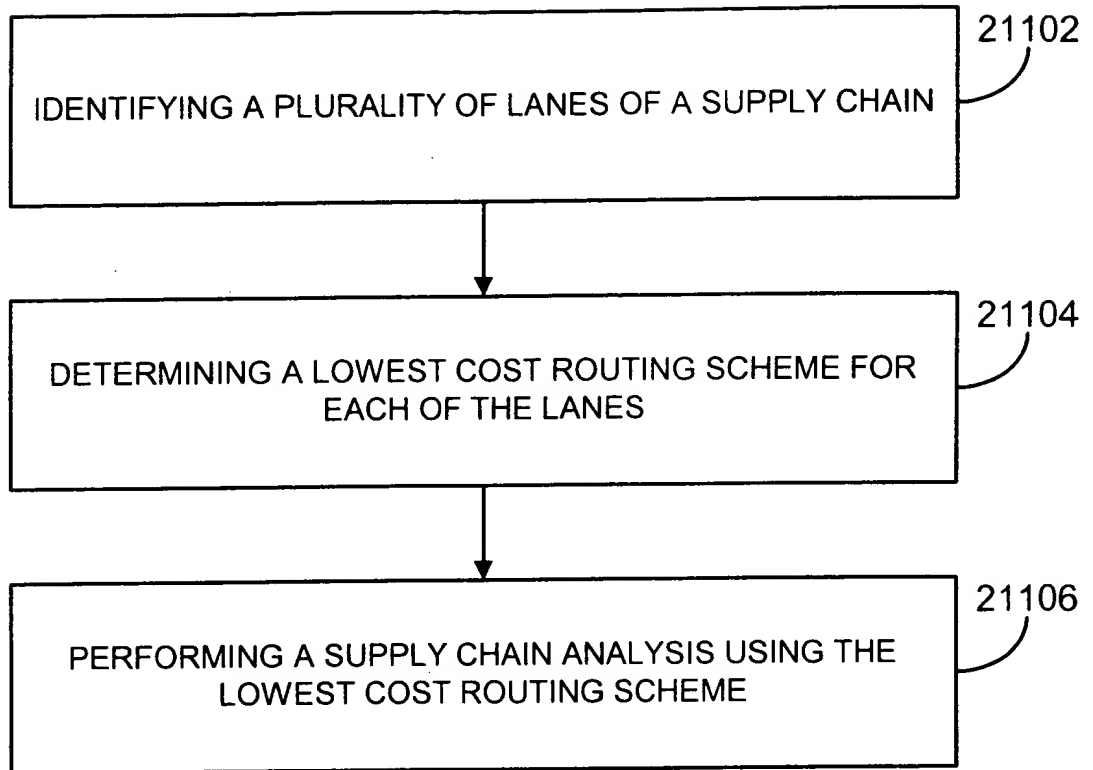 21102
IDENTIFYING A PLURALITY OF LANES OF A SUPPLY CHAIN
21104
DETERMINING A LOWEST COST ROUTING SCHEME FOR
EACH OF THE LANES
21106
PERFORMING A SUPPLY CHAIN ANALYSIS USING THE
LOWEST COST ROUTING SCHEME